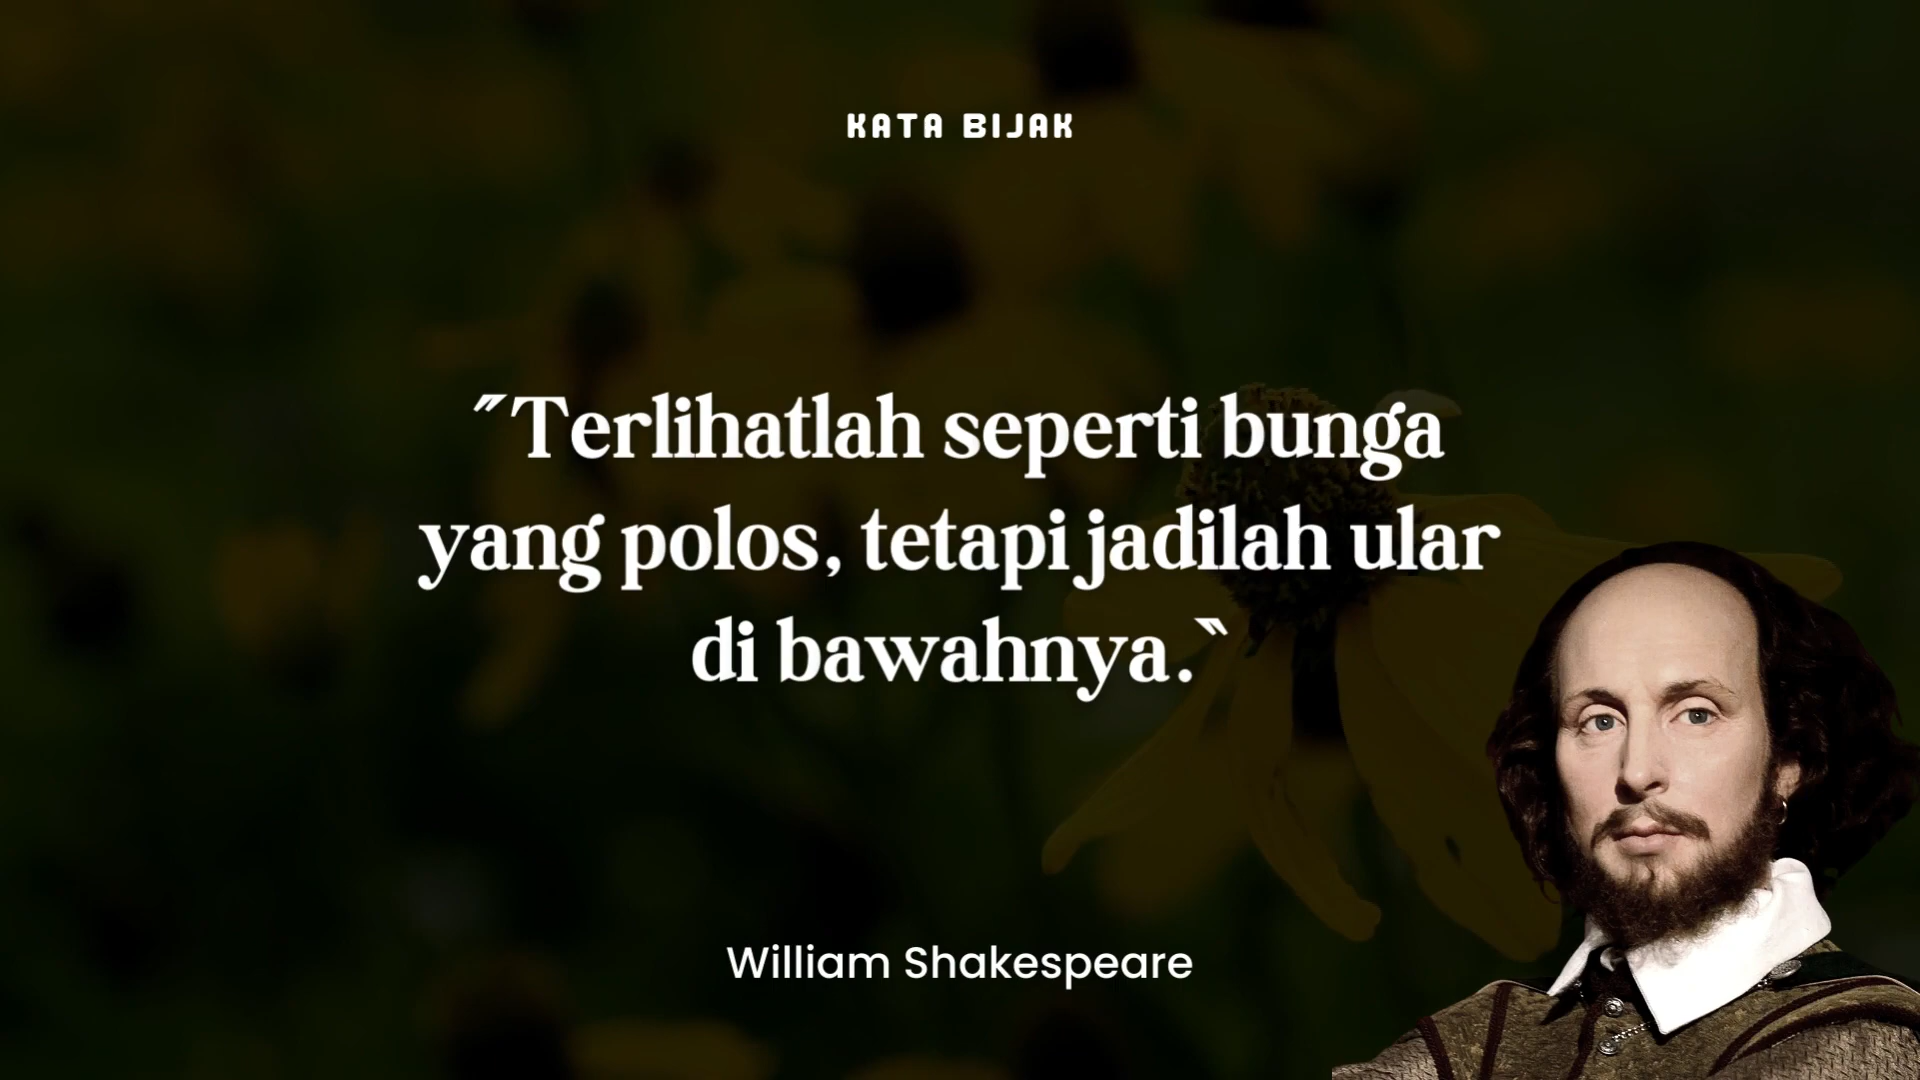 KATA BIJAK
"Terlihatlah seperti bunga
yang polos, tetapi jadilah ular
di bawahnya."
William Shakespeare